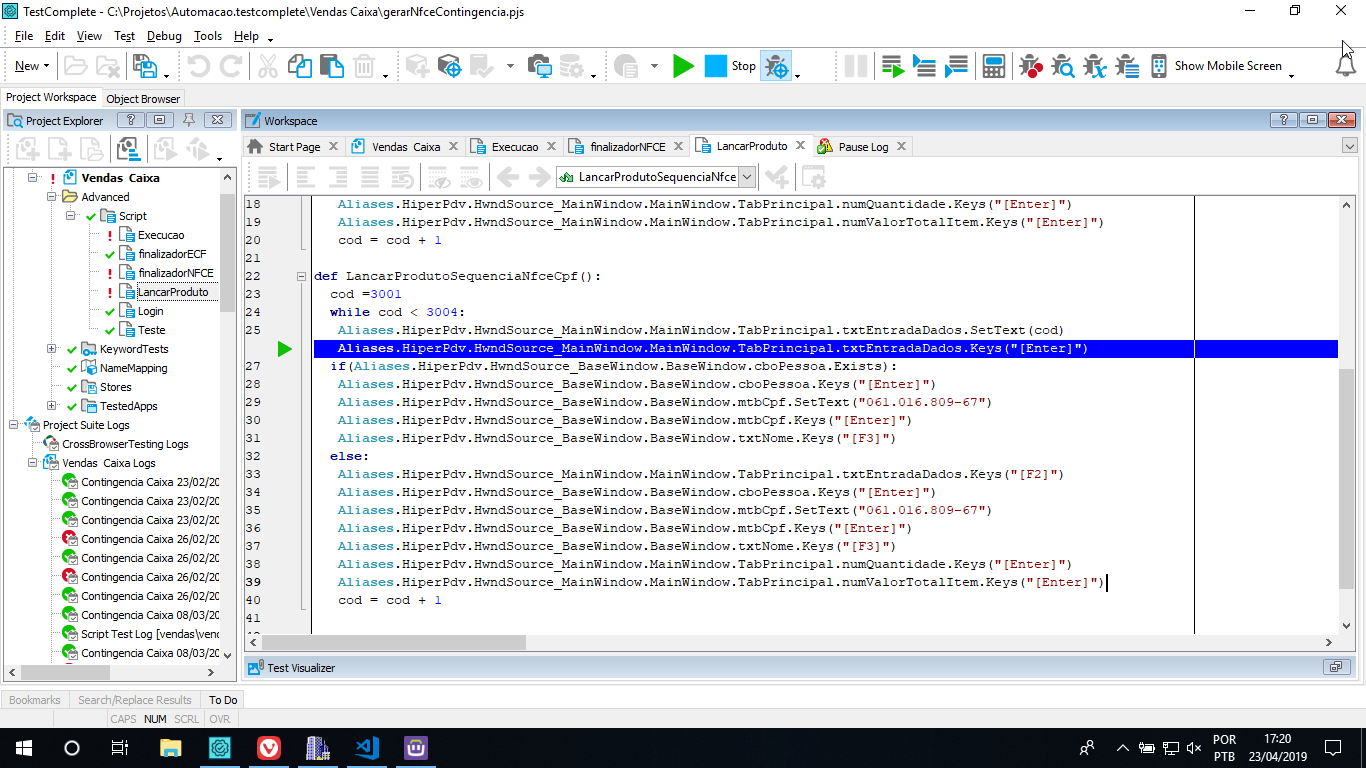 TestComplete - C:\Projetos\Automacao.testcomplete\Vendas Caixa\gerarNfceContingencia.pjs
File Edit View Test Debug Tools Help
New Stop Show Mobile Screen
Project Workspace Object Browser
Project Explorer
Workspace
Start Page Vendas Caixa Execucao finalizadorNFCE LancarProduto Pause Log
LancarProdutoSequenciaNfce
Vendas Caixa
Advanced
Script
Execucao
finalizadorECF
finalizadorNFCE
LancarProduto
Login
Teste
KeywordTests
NameMapping
Stores
TestedApps
Project Suite Logs
CrossBrowserTesting Logs
Vendas Caixa Logs
Contingencia Caixa 23/02/20
Contingencia Caixa 23/02/20
Contingencia Caixa 23/02/20
Contingencia Caixa 26/02/20
Contingencia Caixa 26/02/20
Contingencia Caixa 26/02/20
Contingencia Caixa 26/02/20
Contingencia Caixa 08/03/20
Script Test Log [vendas\venc
Contingencia Caixa 08/03/20
18 Aliases.HiperPdv.HwndSource_MainWindow.MainWindow.TabPrincipal.numQuantidade.Keys("[Enter]")
19 Aliases.HiperPdv.HwndSource_MainWindow.MainWindow.TabPrincipal.numValorTotalItem.Keys("[Enter]")
20 cod = cod + 1
21
22 def LancarProdutoSequenciaNfceCpf():
23 cod =3001
24 while cod < 3004:
25 Aliases.HiperPdv.HwndSource_MainWindow.MainWindow.TabPrincipal.txtEntradaDados.SetText(cod)
Aliases.HiperPdv.HwndSource_MainWindow.MainWindow.TabPrincipal.txtEntradaDados.Keys("[Enter]")
27 if(Aliases.HiperPdv.HwndSource_BaseWindow.BaseWindow.cboPessoa.Exists):
28 Aliases.HiperPdv.HwndSource_BaseWindow.BaseWindow.cboPessoa.Keys("[Enter]")
29 Aliases.HiperPdv.HwndSource_BaseWindow.BaseWindow.mtbCpf.SetText("061.016.809-67")
30 Aliases.HiperPdv.HwndSource_BaseWindow.BaseWindow.mtbCpf.Keys("[Enter]")
31 Aliases.HiperPdv.HwndSource_BaseWindow.BaseWindow.txtNome.Keys("[F3]")
32 else:
33 Aliases.HiperPdv.HwndSource_MainWindow.MainWindow.TabPrincipal.txtEntradaDados.Keys("[F2]")
34 Aliases.HiperPdv.HwndSource_BaseWindow.BaseWindow.cboPessoa.Keys("[Enter]")
35 Aliases.HiperPdv.HwndSource_BaseWindow.BaseWindow.mtbCpf.SetText("061.016.809-67")
36 Aliases.HiperPdv.HwndSource_BaseWindow.BaseWindow.mtbCpf.Keys("[Enter]")
37 Aliases.HiperPdv.HwndSource_BaseWindow.BaseWindow.txtNome.Keys("[F3]")
38 Aliases.HiperPdv.HwndSource_MainWindow.MainWindow.TabPrincipal.numQuantidade.Keys("[Enter]")
39 Aliases.HiperPdv.HwndSource_MainWindow.MainWindow.TabPrincipal.numValorTotalItem.Keys("[Enter]")
40 cod = cod + 1
41
Test Visualizer
Bookmarks Search/Replace Results To Do
CAPS NUM SCRL OVR
POR 17:20
PTB 23/04/2019